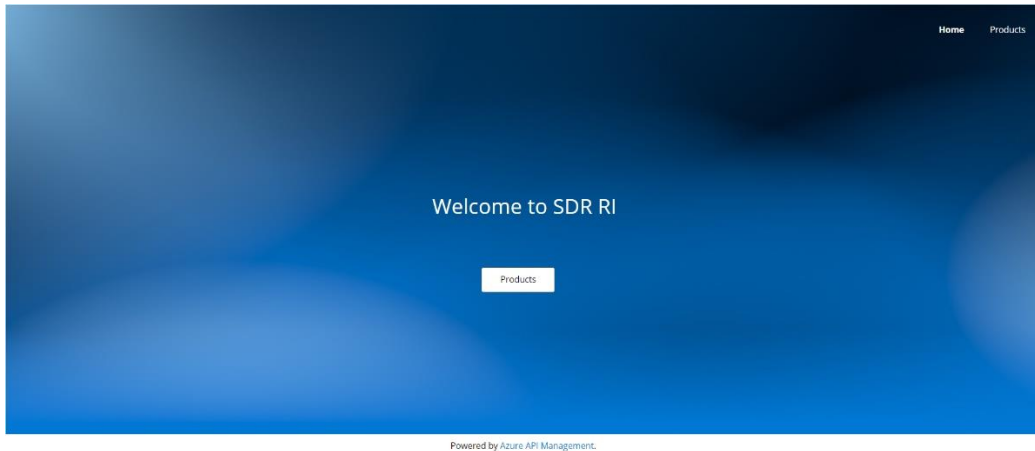 Home Products
Welcome to SDR RI
Products
Powered by Azure API Management.